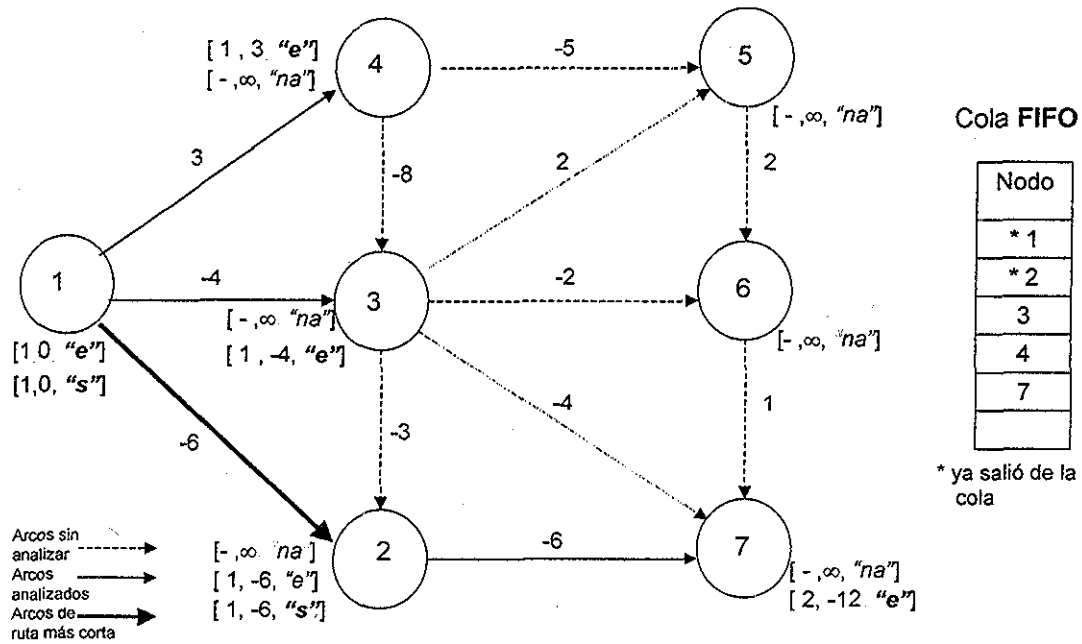 [ 1 , 3 "e"]
[ - ,∞, "na"]
4
-5
5
[ - ,∞, "na"]
Cola FIFO
Nodo
* 1
* 2
3
4
7
* ya salió de la
cola
3
-8
2
2
1
-4
3
-2
6
[ - ,∞ "na"]
[ 1 , -4, "e"]
[ - ,∞, "na"]
[1,0 "e"]
[1,0, "s"]
-6
-3
-4
1
2
-6
7
[ - ,∞ "na"]
[ 1, -6, "e"]
[ 1, -6, "s"]
[ - ,∞, "na"]
[ 2, -12 "e"]
Arcos sin
analizar
Arcos
analizados
Arcos de
ruta más corta